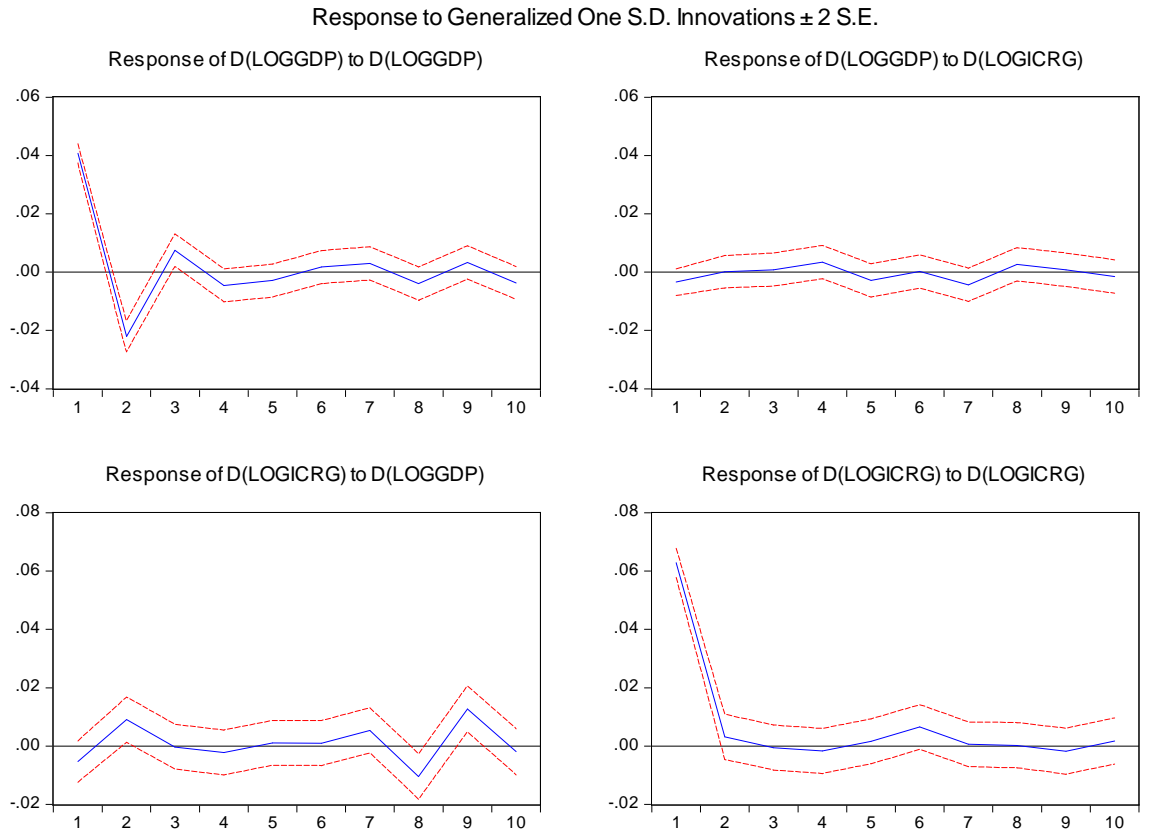 Response to Generalized One S.D. Innovations ± 2 S.E.
Response of D(LOGGDP) to D(LOGGDP)
.06
.04
.02
.00
-.02
-.04
1 2 3 4 5 6 7 8 9 10
Response of D(LOGGDP) to D(LOGICRG)
.06
.04
.02
.00
-.02
-.04
1 2 3 4 5 6 7 8 9 10
Response of D(LOGICRG) to D(LOGGDP)
.08
.06
.04
.02
.00
-.02
1 2 3 4 5 6 7 8 9 10
Response of D(LOGICRG) to D(LOGICRG)
.08
.06
.04
.02
.00
-.02
1 2 3 4 5 6 7 8 9 10